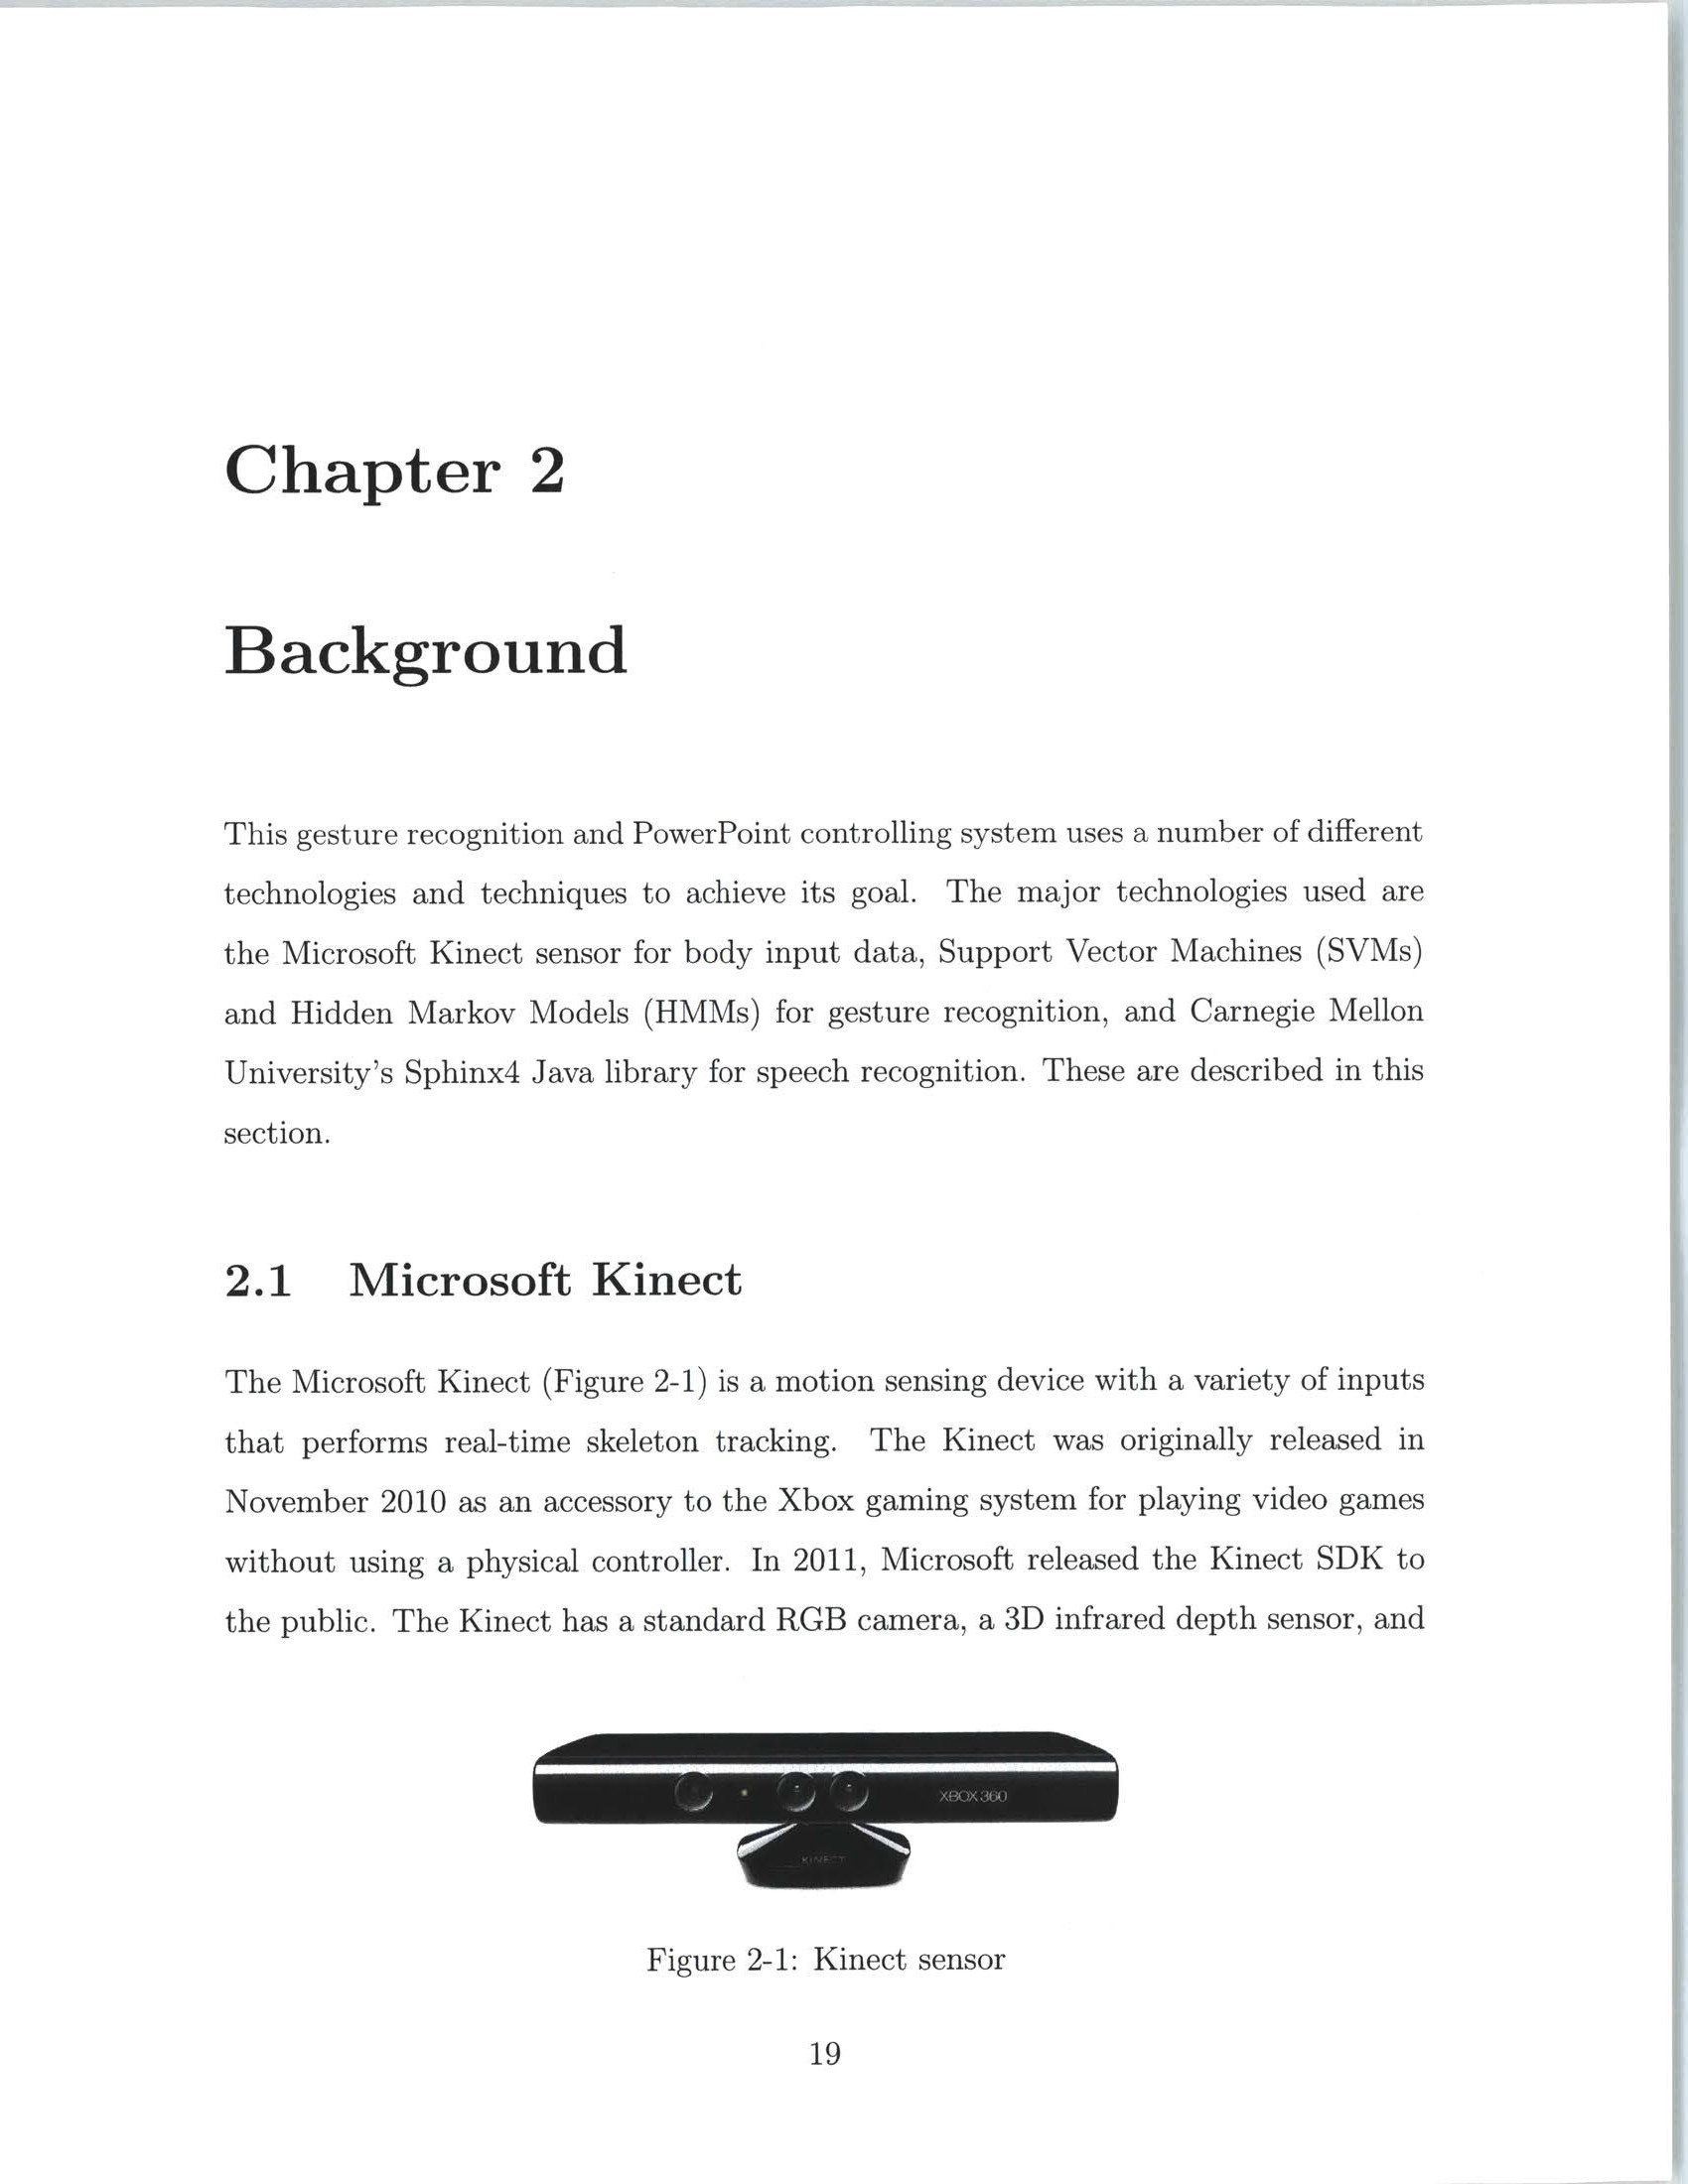 Chapter 2
Background
This gesture recognition and PowerPoint controlling system uses a number of different
technologies and techniques to achieve its goal. The major technologies used are
the Microsoft Kinect sensor for body input data, Support Vector Machines (SVMs)
and Hidden Markov Models (HMMs) for gesture recognition, and Carnegie Mellon
University's Sphinx4 Java library for speech recognition. These are described in this
section.
2.1 Microsoft Kinect
The Microsoft Kinect (Figure 2-1) is a motion sensing device with a variety of inputs
that performs real-time skeleton tracking. The Kinect was originally released in
November 2010 as an accessory to the Xbox gaming system for playing video games
without using a physical controller. In 2011, Microsoft released the Kinect SDK to
the public. The Kinect has a standard RGB camera, a 3D infrared depth sensor, and
XBOX 360
KINECT
Figure 2-1: Kinect sensor
19